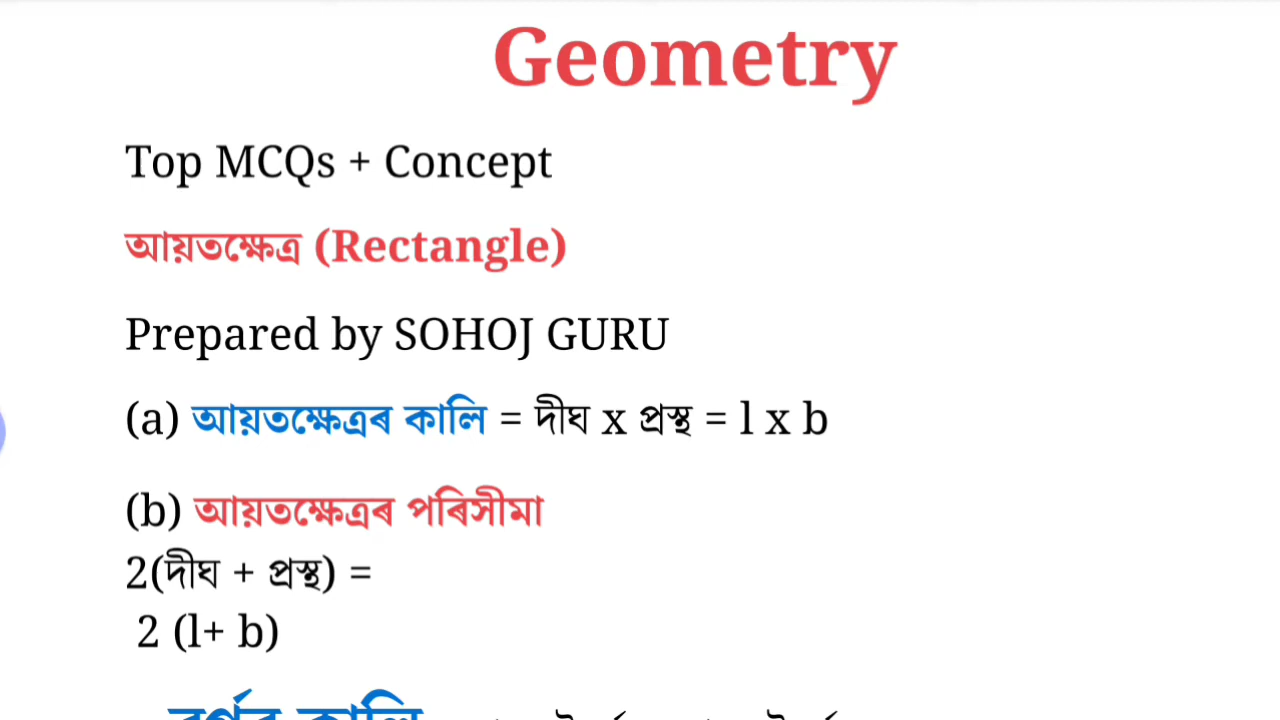 Geometry
Top MCQs + Concept
আয়তক্ষেত্ৰ (Rectangle)
Prepared by SOHOJ GURU
(a) আয়তক্ষেত্ৰৰ কালি = দীঘ x প্ৰস্থ = l x b
(b) আয়তক্ষেত্ৰৰ পৰিসীমা
2(দীঘ + প্ৰস্থ) =
2 (l+ b)